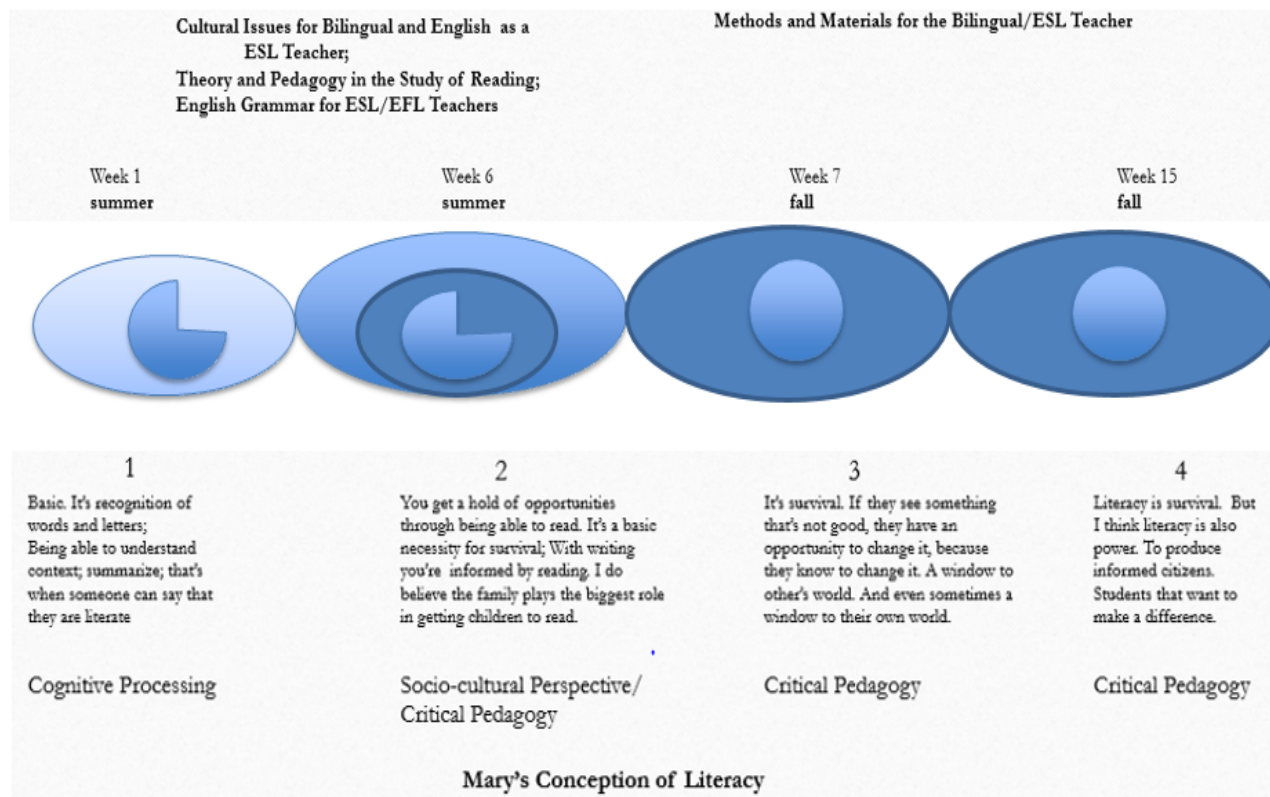 Cultural Issues for Bilingual and English as a
ESL Teacher;
Theory and Pedagogy in the Study of Reading;
English Grammar for ESL/EFL Teachers
Methods and Materials for the Bilingual/ESL Teacher
Week 1
summer
Week 6
summer
Week 7
fall
Week 15
fall
1
Basic. It's recognition of
words and letters;
Being able to understand
context; summarize; that's
when someone can say that
they are literate
Cognitive Processing
2
You get a hold of opportunities
through being able to read. It's a basic
necessity for survival; With writing
you're informed by reading. I do
believe the family plays the biggest role
in getting children to read.
Socio-cultural Perspective/
Critical Pedagogy
3
It's survival. If they see something
that's not good, they have an
opportunity to change it, because
they know to change it. A window to
other's world. And even sometimes a
window to their own world.
Critical Pedagogy
4
Literacy is survival. But
I think literacy is also
power. To produce
informed citizens.
Students that want to
make a difference.
Critical Pedagogy
Mary's Conception of Literacy